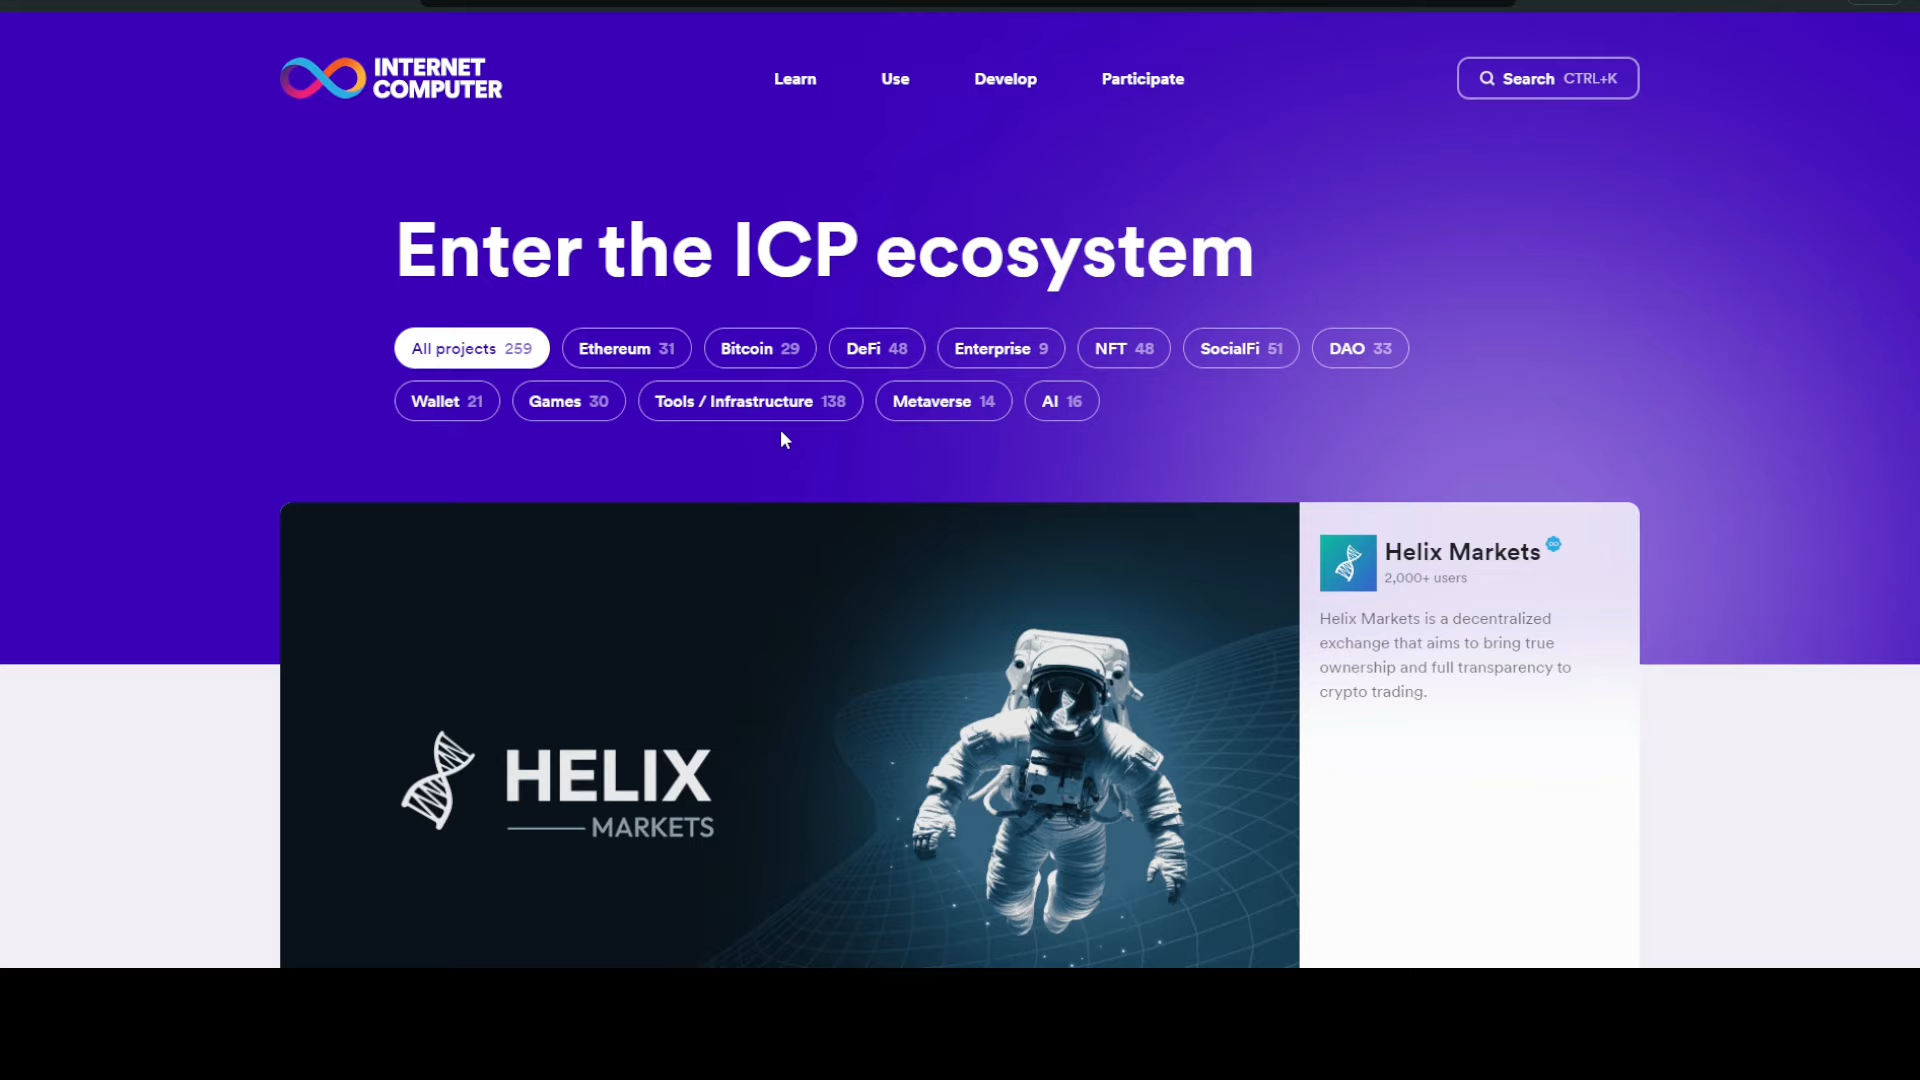 INTERNET
COMPUTER
Learn
Use
Develop
Participate
Search CTRL+K
Enter the ICP ecosystem
All projects 259
Ethereum 31
Bitcoin 29
DeFi 48
Enterprise 9
NFT 48
SocialFi 51
DAO 33
Wallet 21
Games 30
Tools / Infrastructure 138
Metaverse 14
AI 16
HELIX
MARKETS
Helix Markets
2,000+ users
Helix Markets is a decentralized
exchange that aims to bring true
ownership and full transparency to
crypto trading.